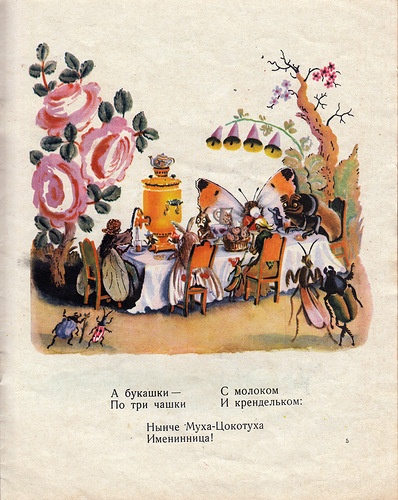 А букашки —
По три чашки
С молоком
И крендельком:
Нынче Муха-Цокотуха
Именинница!
5